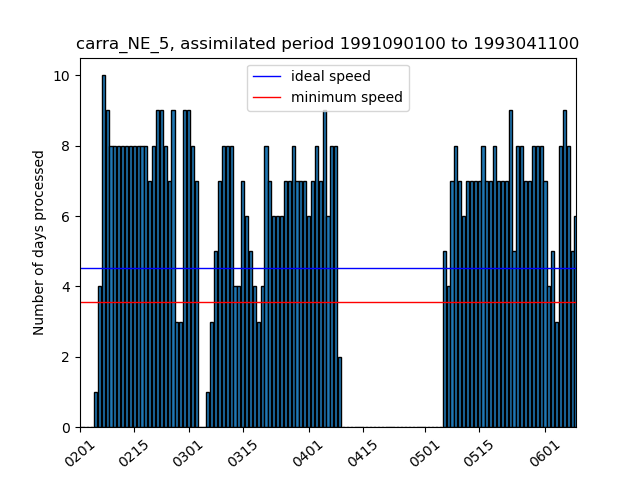 carra_NE_5, assimilated period 1991090100 to 1993041100
ideal speed
minimum speed
Number of days processed
10
8
6
4
2
0
0201 0215 0301 0315 0401 0415 0501 0515 0601